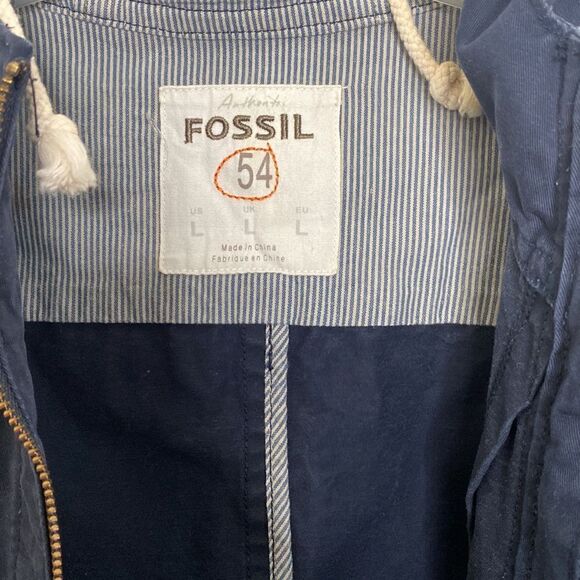 Authentic
FOSSIL
54
US UK EU
L L L
Made in China
Fabriqué en Chine